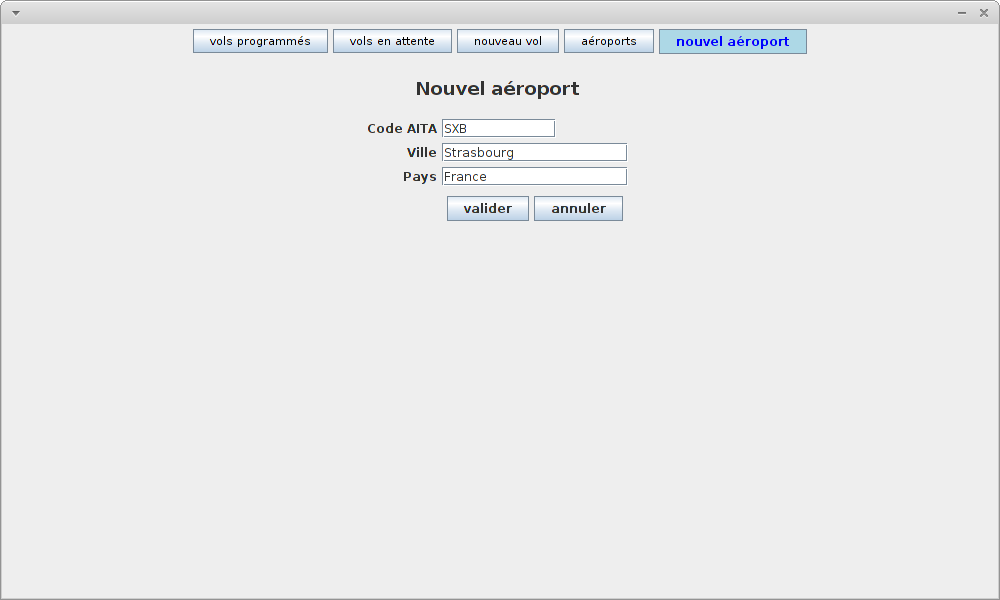 vols programmés vols en attente nouveau vol aéroports nouvel aéroport
Nouvel aéroport
Code AITA SXB
Ville Strasbourg
Pays France
valider annuler